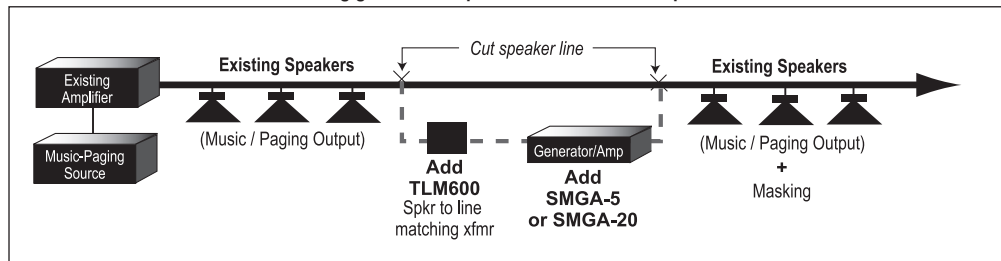 Cut speaker line
Existing Speakers
Existing Speakers
Existing
Amplifier
(Music / Paging Output)
Music-Paging
Source
Add
TLM600
Spkr to line
matching xfmr
Generator/Amp
Add
SMGA-5
or SMGA-20
(Music / Paging Output)
+
Masking